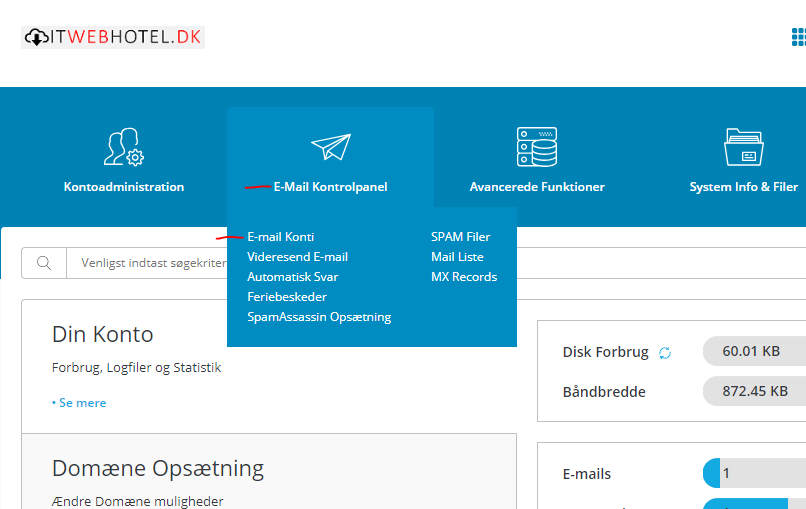 ITWEBHOTEL.DK
Kontoadministration
E-Mail Kontrolpanel
Avancerede Funktioner
System Info & Filer
E-mail Konti
Videresend E-mail
Automatisk Svar
Feriebeskeder
SpamAssassin Opsætning
SPAM Filer
Mail Liste
MX Records
Venligst indtast søgekriter
Din Konto
Forbrug, Logfiler og Statistik
• Se mere
Domæne Opsætning
Ændre Domæne muligheder
Disk Forbrug 60.01 KB
Båndbredde 872.45 KB
E-mails 1